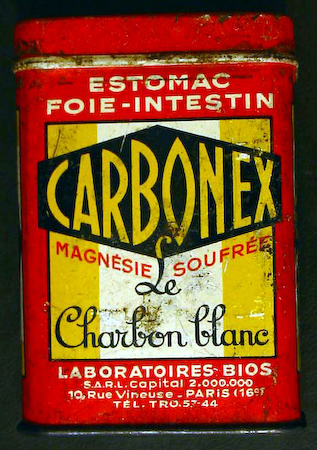 ESTOMAC
FOIE-INTESTIN
CARBONEX
MAGNÉSIE SOUFRÉE
Le
Charbon blanc
LABORATOIRES-BIOS
S.A.R.L. Capital 2.000.000
10, Rue Vineuse - PARIS (16ᵉ)
TÉL. TRO.57-44